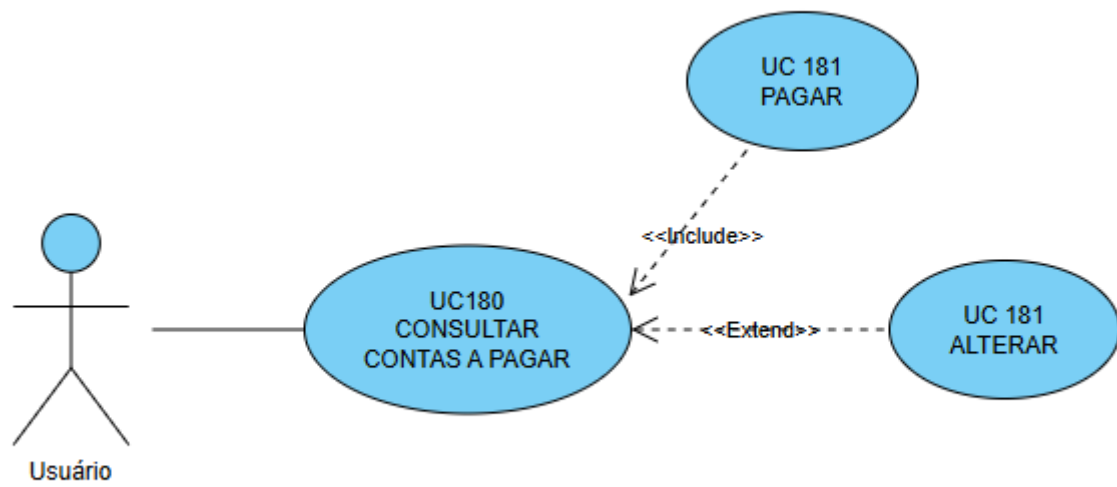 UC 181
PAGAR
<<Include>>
UC180
CONSULTAR
CONTAS A PAGAR
<<Extend>>
UC 181
ALTERAR
Usuário